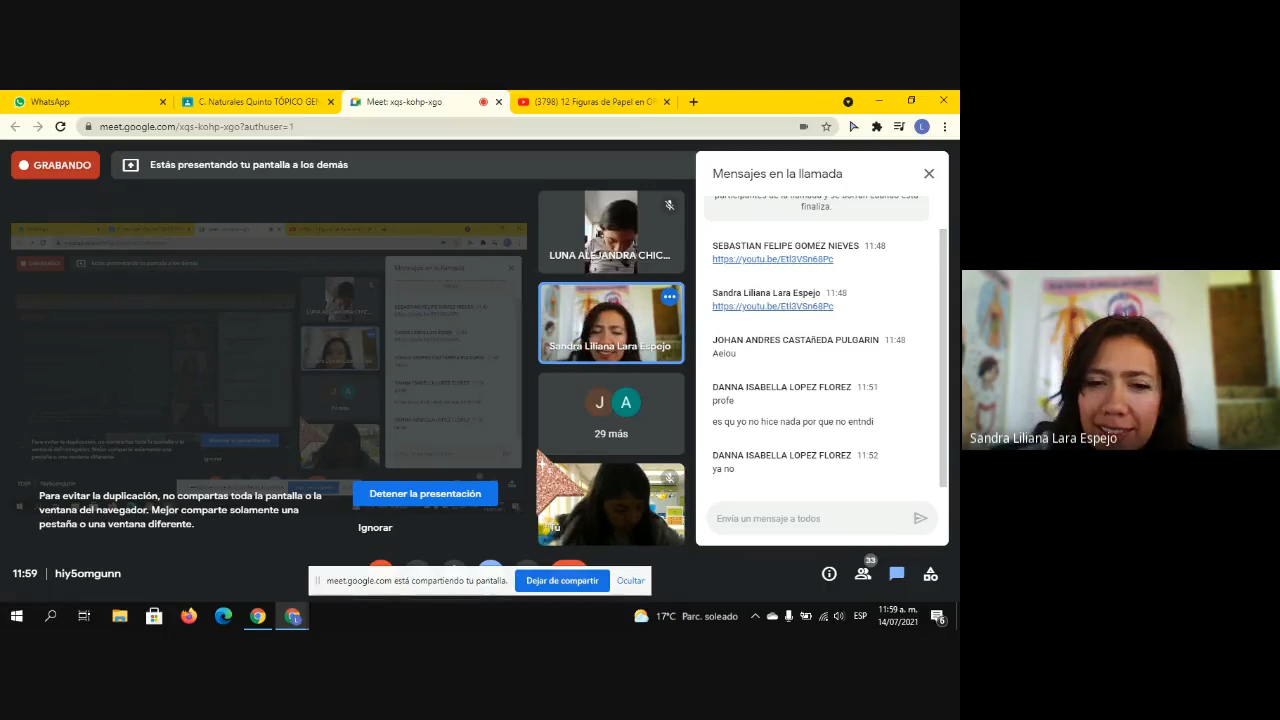 WhatsApp
C. Naturales Quinto TÓPICO GEN
Meet: xqs-kohp-xgo
(3798) 12 Figuras de Papel en OR
meet.google.com/xqs-kohp-xgo?authuser=1
L
GRABANDO
Estás presentando tu pantalla a los demás
Mensajes en la llamada
participantes de la llamada y se borran cuando esta
finaliza.
SEBASTIAN FELIPE GOMEZ NIEVES 11:48
https://youtu.be/Etl3VSn68Pc
Sandra Liliana Lara Espejo 11:48
https://youtu.be/Etl3VSn68Pc
JOHAN ANDRES CASTAÑEDA PULGARIN 11:48
Aeiou
DANNA ISABELLA LOPEZ FLOREZ 11:51
profe
es qu yo no hice nada por que no entndi
DANNA ISABELLA LOPEZ FLOREZ 11:52
ya no
Envía un mensaje a todos
LUNA ALEJANDRA CHIC...
Sandra Liliana Lara Espejo
J A
29 más
Tú
Para evitar la duplicación, no compartas toda la pantalla o la
ventana del navegador. Mejor comparte solamente una
pestaña o una ventana diferente.
Detener la presentación
Ignorar
11:59 | hiy5omgunn
meet.google.com está compartiendo tu pantalla.
Dejar de compartir
Ocultar
33
17°C Parc. soleado
ESP
11:59 a. m.
14/07/2021
6
Sandra Liliana Lara Espejo